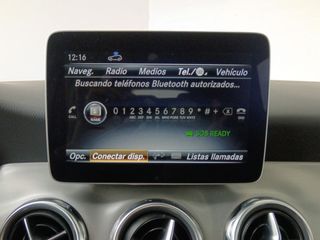 12:16
Naveg. Radio Medios Tel./ Vehículo
Buscando teléfonos Bluetooth autorizados...
0 1 2 3 4 5 6 7 8 9 * # +
SOS READY
Opc. Conectar disp. Listas llamadas